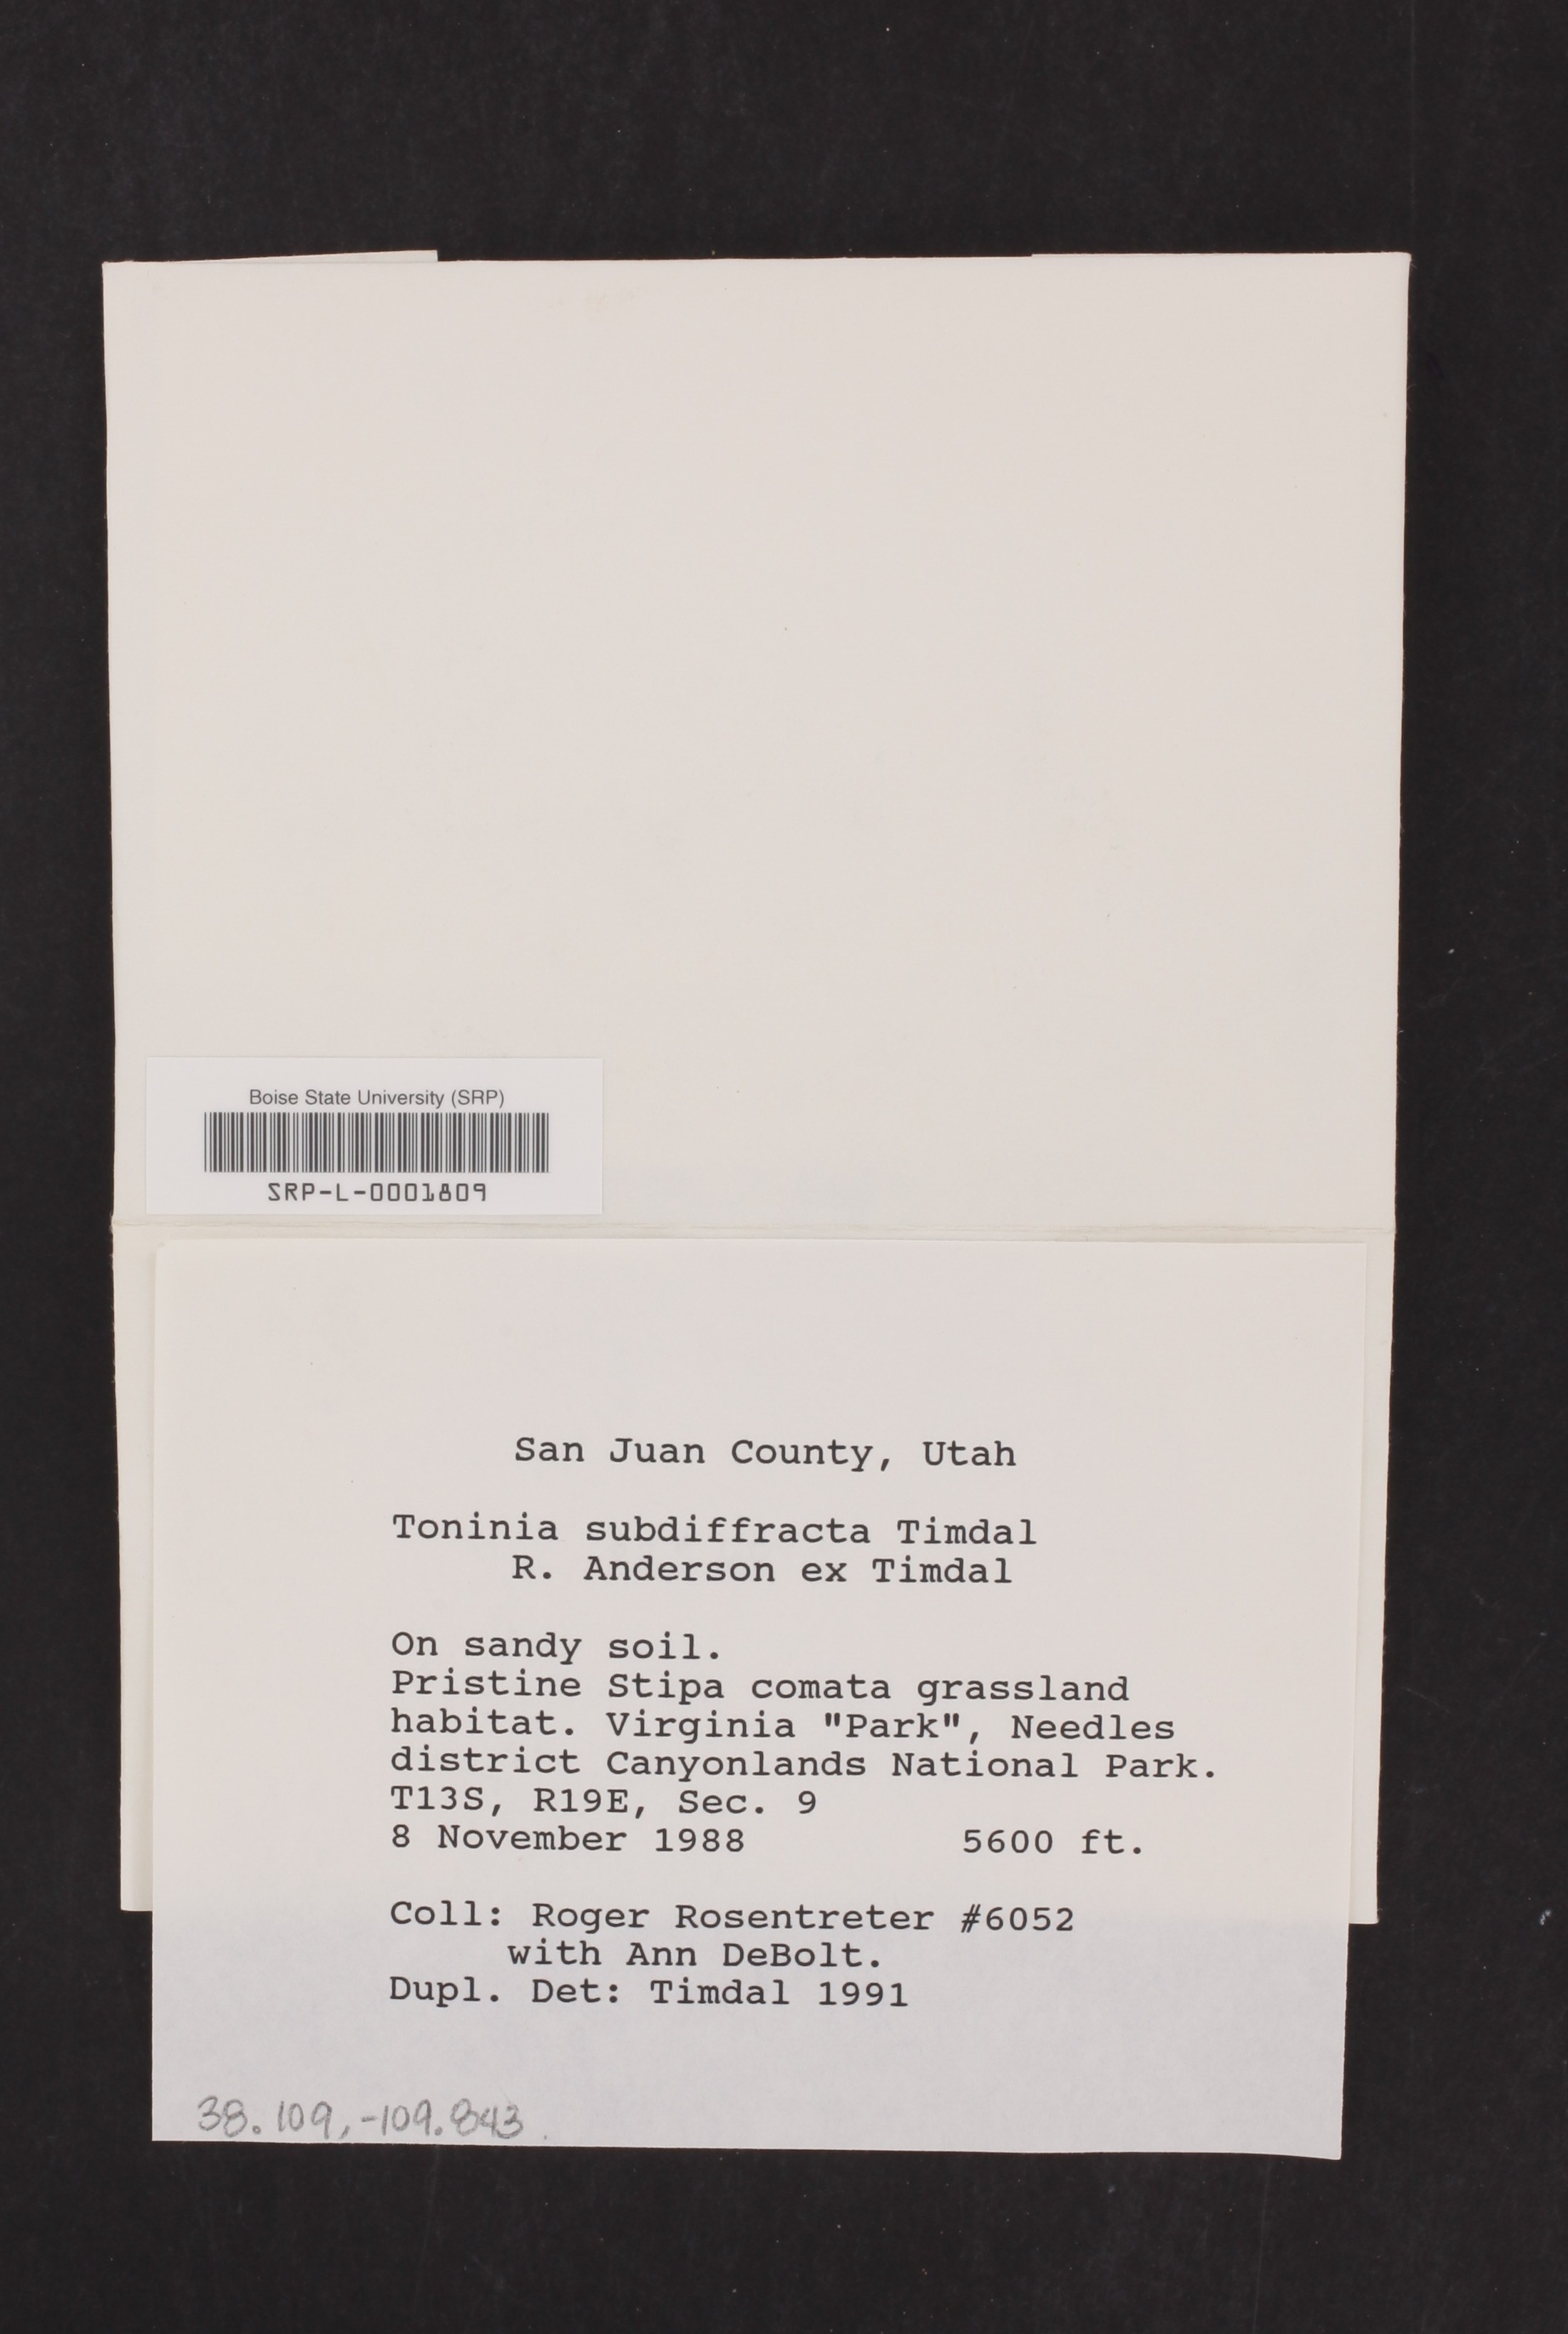 Boise State University (SRP)
SRP-L-0001809
San Juan County, Utah
Toninia subdiffracta Timdal
R. Anderson ex Timdal
On sandy soil.
Pristine Stipa comata grassland
habitat. Virginia "Park", Needles
district Canyonlands National Park.
T13S, R19E, Sec. 9
8 November 1988 5600 ft.
Coll: Roger Rosentreter #6052
with Ann DeBolt.
Dupl. Det: Timdal 1991
38.109,-109.843